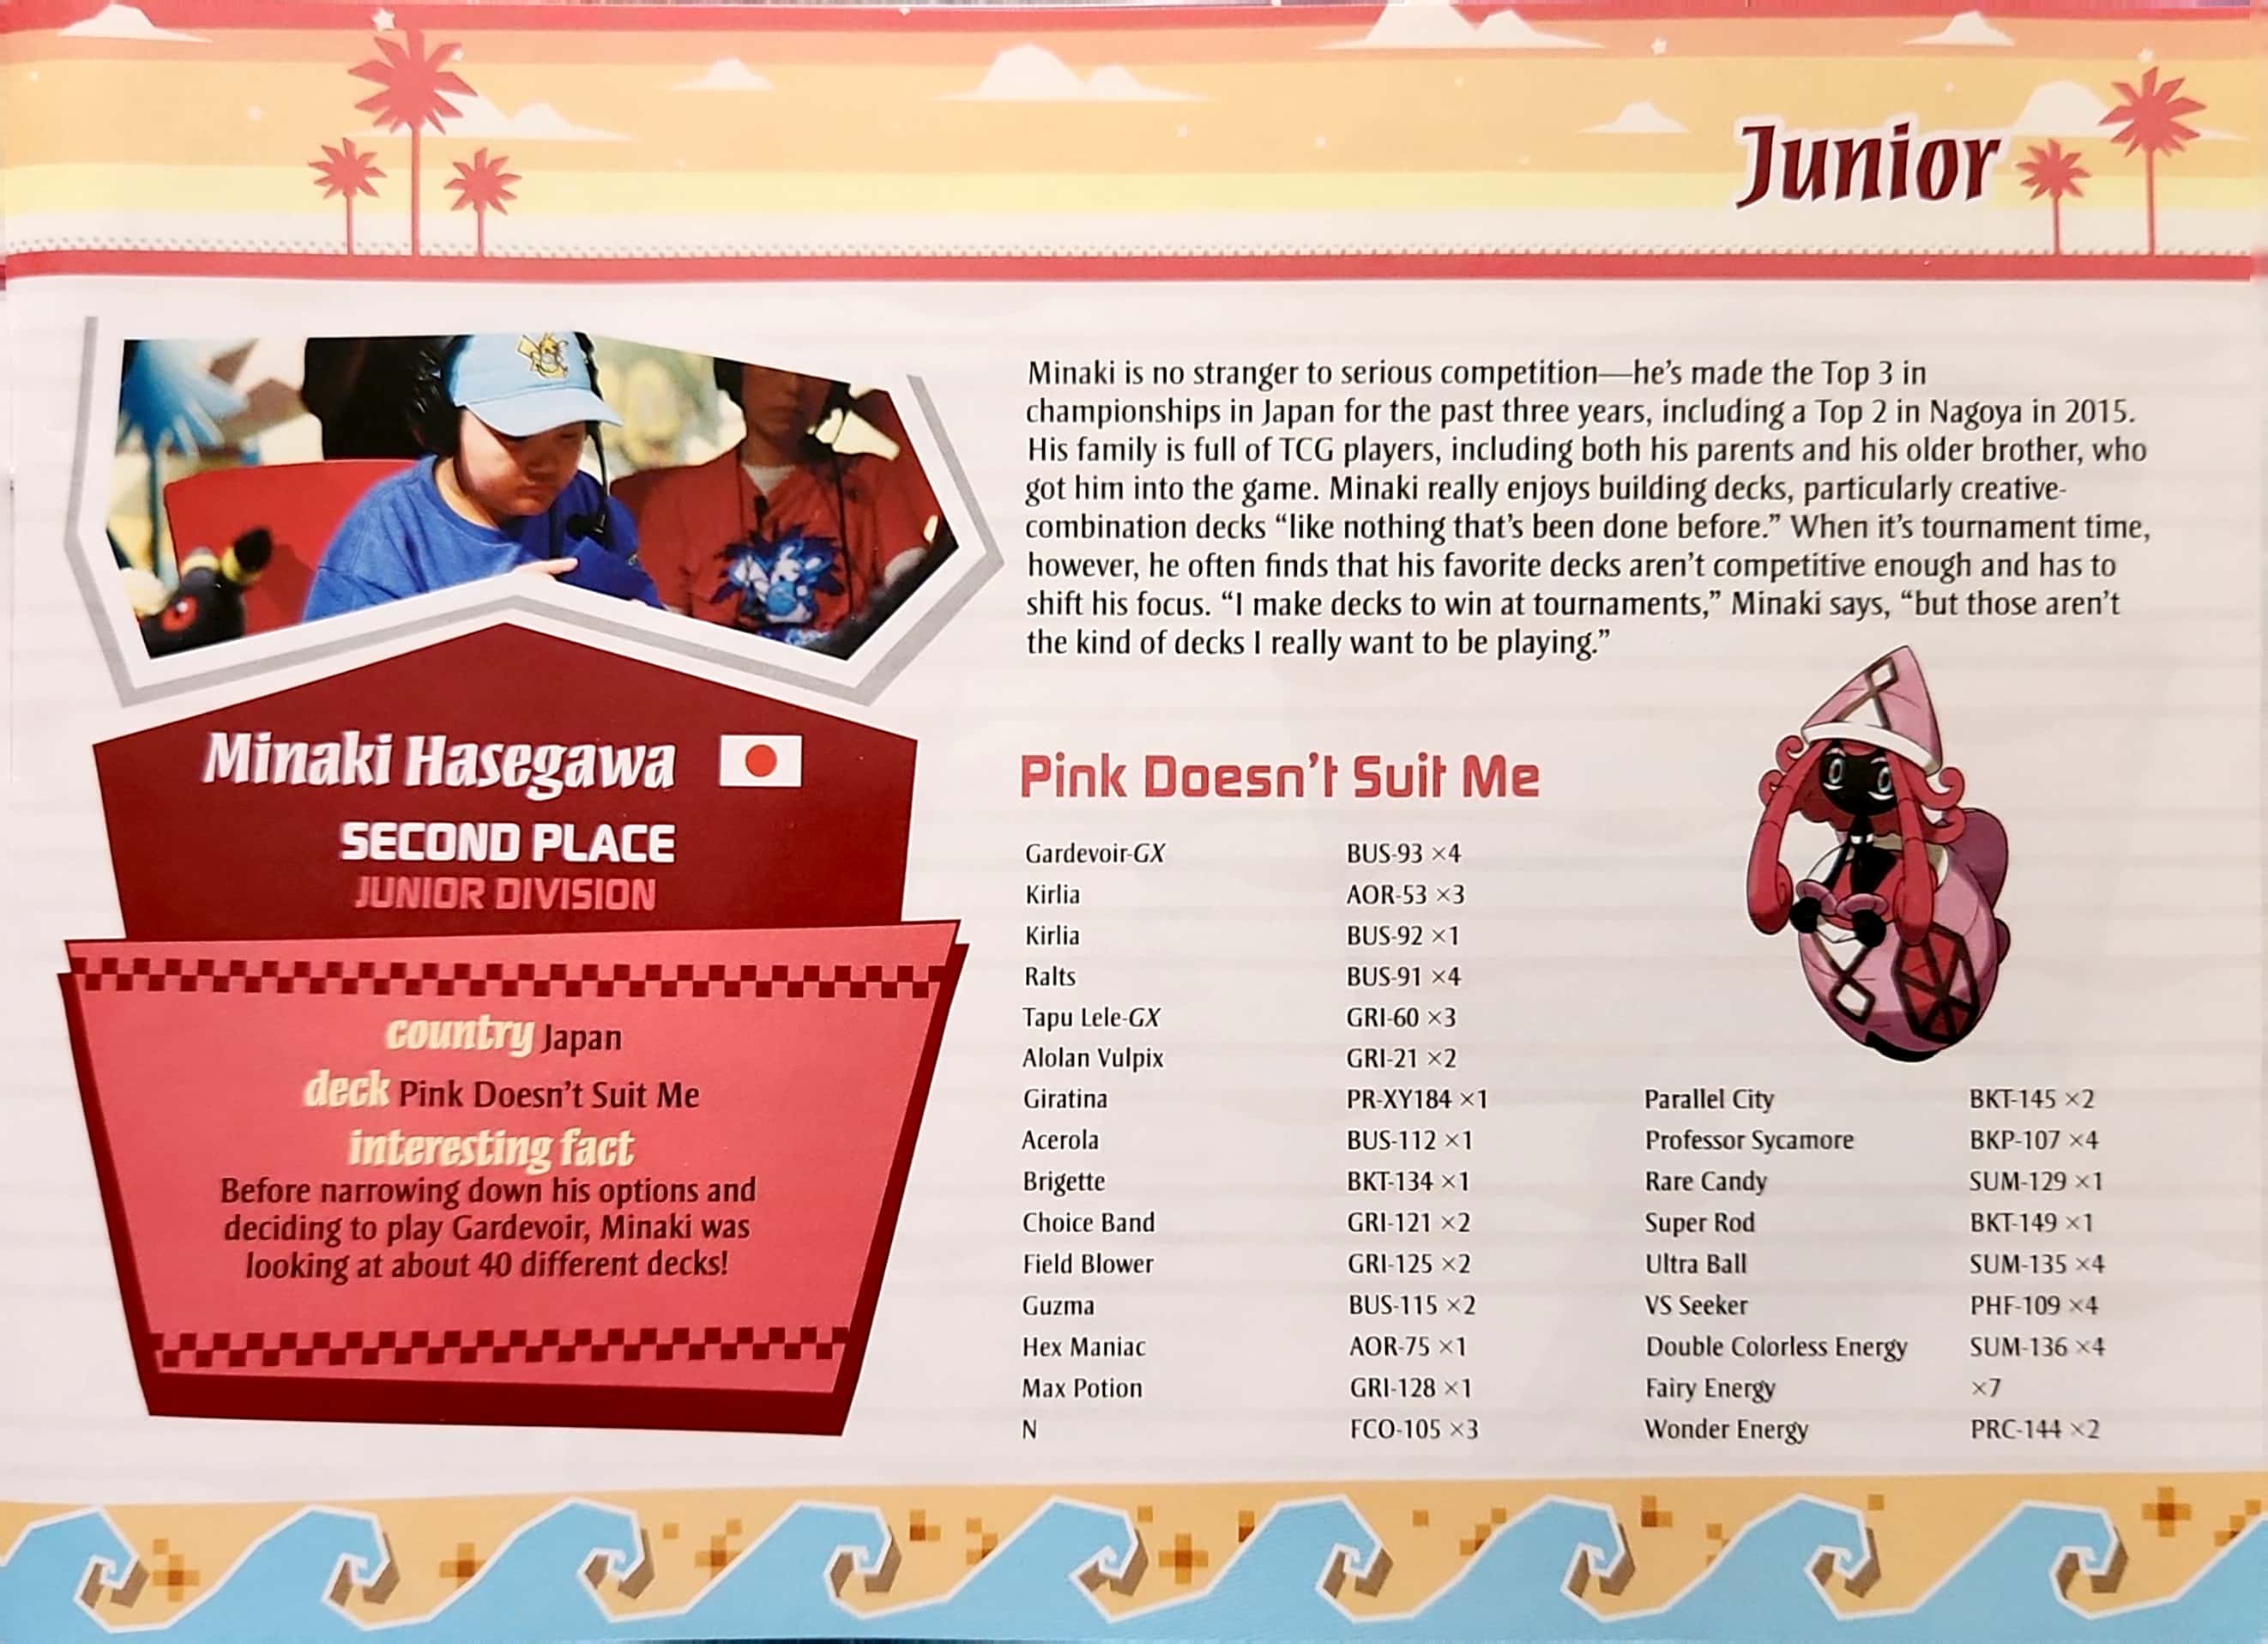 Junior
Minaki is no stranger to serious competition—he's made the Top 3 in
championships in Japan for the past three years, including a Top 2 in Nagoya in 2015.
His family is full of TCG players, including both his parents and his older brother, who
got him into the game. Minaki really enjoys building decks, particularly creative-
combination decks “like nothing that's been done before.” When it's tournament time,
however, he often finds that his favorite decks aren't competitive enough and has to
shift his focus. “I make decks to win at tournaments,” Minaki says, “but those aren't
the kind of decks I really want to be playing.”
Minaki Hasegawa
SECOND PLACE
JUNIOR DIVISION
country Japan
deck Pink Doesn't Suit Me
interesting fact
Before narrowing down his options and
deciding to play Gardevoir, Minaki was
looking at about 40 different decks!
Pink Doesn't Suit Me
Gardevoir-GX BUS-93 ×4
Kirlia AOR-53 ×3
Kirlia BUS-92 ×1
Ralts BUS-91 ×4
Tapu Lele-GX GRI-60 ×3
Alolan Vulpix GRI-21 ×2
Giratina PR-XY184 ×1
Acerola BUS-112 ×1
Brigette BKT-134 ×1
Choice Band GRI-121 ×2
Field Blower GRI-125 ×2
Guzma BUS-115 ×2
Hex Maniac AOR-75 ×1
Max Potion GRI-128 ×1
N FCO-105 ×3
Parallel City BKT-145 ×2
Professor Sycamore BKP-107 ×4
Rare Candy SUM-129 ×1
Super Rod BKT-149 ×1
Ultra Ball SUM-135 ×4
VS Seeker PHF-109 ×4
Double Colorless Energy SUM-136 ×4
Fairy Energy ×7
Wonder Energy PRC-144 ×2